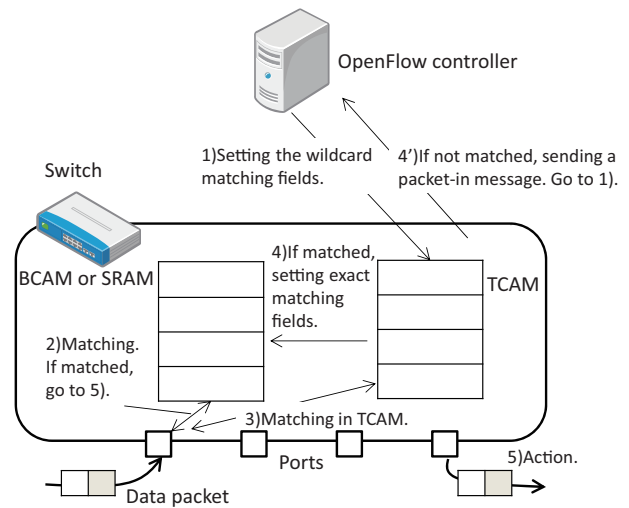 OpenFlow controller
1)Setting the wildcard
matching fields.
4')If not matched, sending a
packet-in message. Go to 1).
Switch
BCAM or SRAM
4)If matched,
setting exact
matching
fields.
TCAM
2)Matching.
If matched,
go to 5).
3)Matching in TCAM.
Ports
5)Action.
Data packet